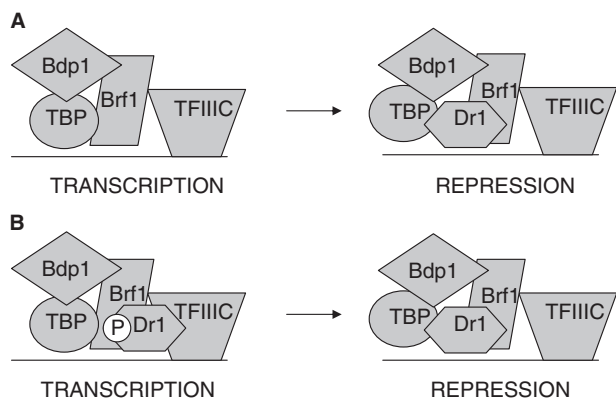 A
Bdp1
Brf1
TFIIIC
TBP
TRANSCRIPTION
Bdp1
Brf1
TFIIIC
TBP
Dr1
REPRESSION
B
Bdp1
Brf1
TFIIIC
TBP
P
Dr1
TRANSCRIPTION
Bdp1
Brf1
TFIIIC
TBP
Dr1
REPRESSION